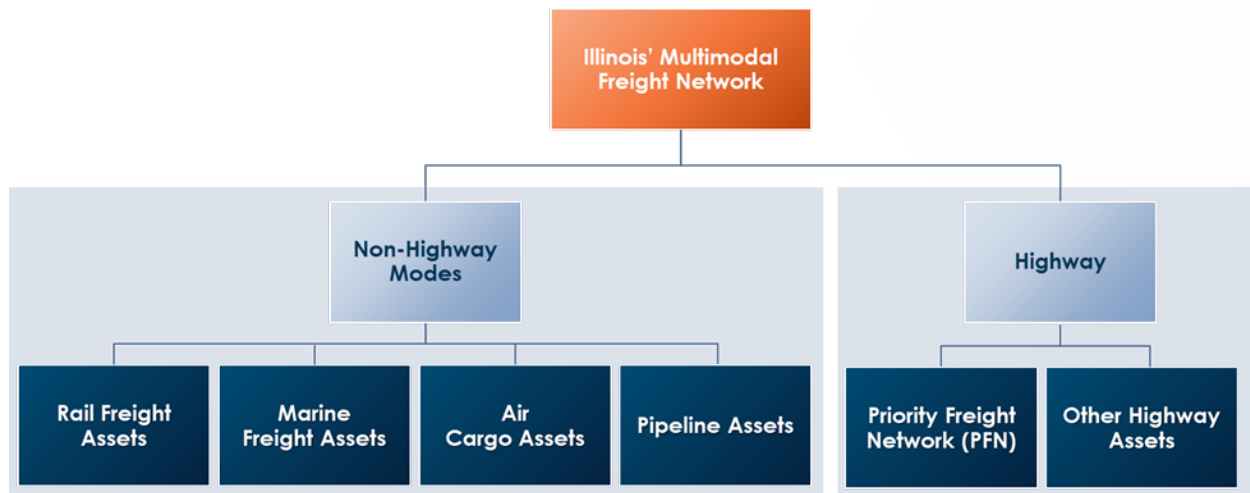 Illinois' Multimodal
Freight Network
Non-Highway
Modes
Highway
Rail Freight
Assets
Marine
Freight Assets
Air
Cargo Assets
Pipeline Assets
Priority Freight
Network (PFN)
Other Highway
Assets